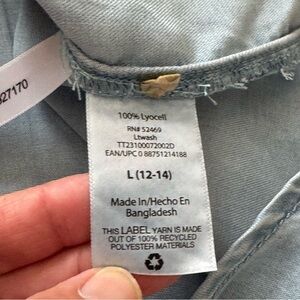 27170
100% Lyocell
RN# 52469
Ltwash
TT23100072002D
EAN/UPC 0 88751214188
L (12-14)
Made In/Hecho En
Bangladesh
THIS LABEL YARN IS MADE
OUT OF 100% RECYCLED
POLYESTER MATERIALS